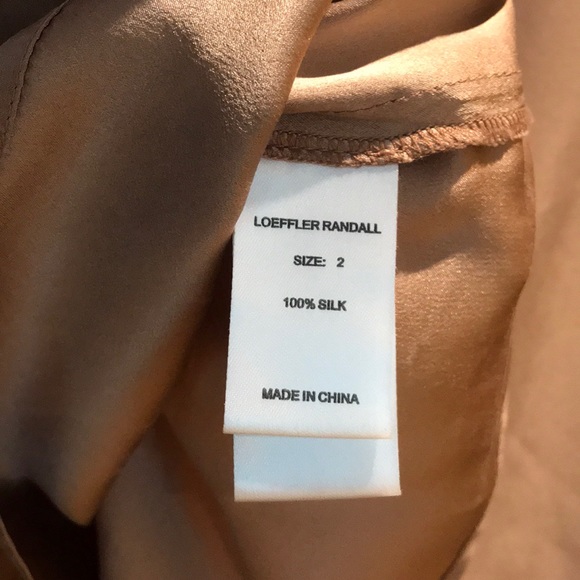 LOEFFLER RANDALL
SIZE: 2
100% SILK
MADE IN CHINA